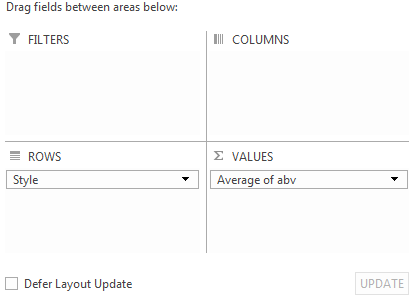 Drag fields between areas below:
FILTERS
COLUMNS
ROWS
Style
VALUES
Average of abv
Defer Layout Update
UPDATE